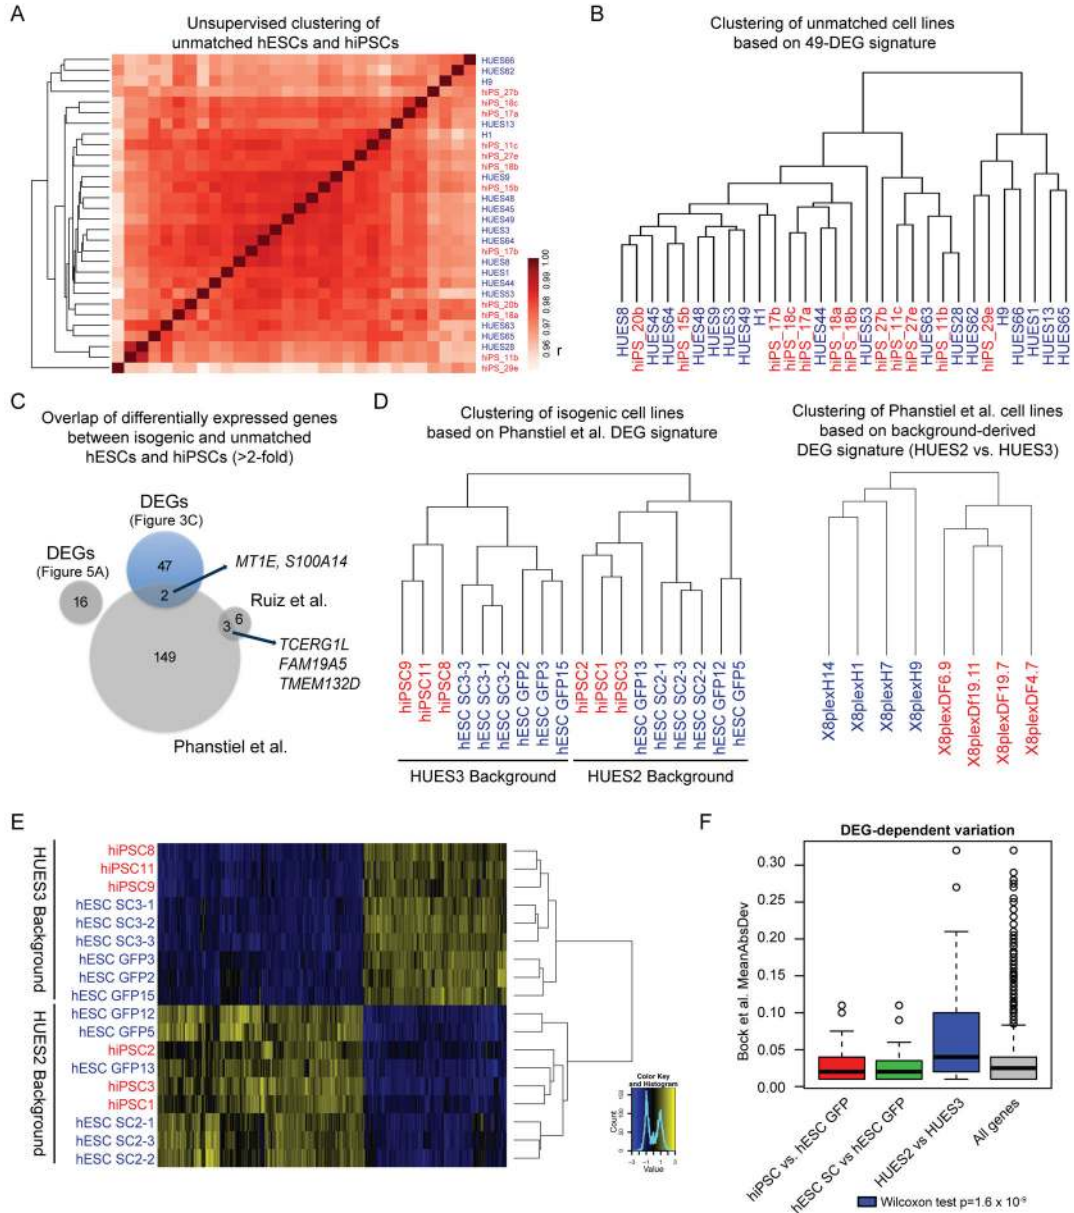 A
Unsupervised clustering of
unmatched hESCs and hiPSCs
HUES66
HUES62
H9
hiPS_27b
hiPS_18c
hiPS_17a
HUES13
H1
hiPS_11c
hiPS_27e
hiPS_18b
HUES9
hiPS_15b
HUES48
HUES45
HUES49
HUES3
HUES64
hiPS_17b
HUES8
HUES1
HUES44
HUES53
hiPS_20b
hiPS_18a
HUES63
HUES65
HUES28
hiPS_11b
hiPS_29e
0.96 0.97 0.98 0.99 1.00
r
B
Clustering of unmatched cell lines
based on 49-DEG signature
HUES8
hiPS_20b
HUES45
HUES64
hiPS_15b
HUES48
HUES9
HUES3
HUES49
H1
hiPS_17b
hiPS_18c
hiPS_17a
HUES44
hiPS_18a
hiPS_18b
HUES53
hiPS_27b
hiPS_11c
hiPS_27e
HUES63
hiPS_11b
HUES28
HUES62
hiPS_29e
H9
HUES66
HUES1
HUES13
HUES65
C
Overlap of differentially expressed genes
between isogenic and unmatched
hESCs and hiPSCs (>2-fold)
DEGs
(Figure 3C)
DEGs
(Figure 5A)
47
MT1E, S100A14
2
16
Ruiz et al.
6
3
149
TCERG1L
FAM19A5
TMEM132D
Phanstiel et al.
D
Clustering of isogenic cell lines
based on Phanstiel et al. DEG signature
hiPSC9
hiPSC11
hiPSC8
hESC SC3-3
hESC SC3-1
hESC SC3-2
hESC GFP2
hESC GFP3
hESC GFP15
hiPSC2
hiPSC1
hiPSC3
hESC GFP13
hESC SC2-1
hESC SC2-3
hESC SC2-2
hESC GFP12
hESC GFP5
HUES3 Background
HUES2 Background
Clustering of Phanstiel et al. cell lines
based on background-derived
DEG signature (HUES2 vs. HUES3)
X8plexH14
X8plexH1
X8plexH7
X8plexH9
X8plexDF6.9
X8plexDf19.11
X8plexDF19.7
X8plexDF4.7
E
HUES3 Background
hiPSC8
hiPSC11
hiPSC9
hESC SC3-1
hESC SC3-2
hESC SC3-3
hESC GFP3
hESC GFP2
hESC GFP15
HUES2 Background
hESC GFP12
hESC GFP5
hiPSC2
hESC GFP13
hiPSC3
hiPSC1
hESC SC2-1
hESC SC2-3
hESC SC2-2
Color Key
and Histogram
Count
0 50 100 150
Value
F
DEG-dependent variation
Bock et al. MeanAbsDev
0.30
0.25
0.20
0.15
0.10
0.05
0.00
hiPSC vs. hESC GFP
hESC SC vs hESC GFP
HUES2 vs HUES3
All genes
Wilcoxon test p=1.6 x 10⁻⁹